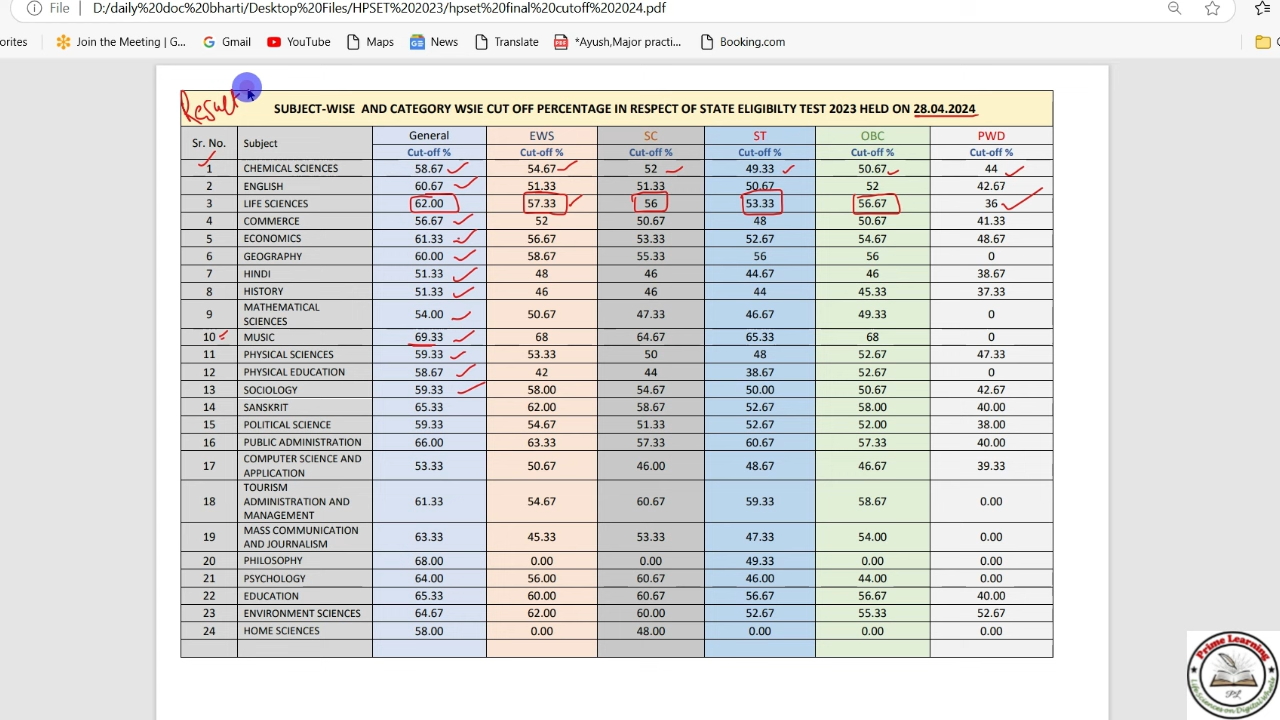 File D:/daily%20doc%20bharti/Desktop%20Files/HPSET%202023/hpset%20final%20cutoff%202024.pdf
orites Join the Meeting | G... Gmail YouTube Maps News Translate *Ayush,Major practi... Booking.com
Result
SUBJECT-WISE AND CATEGORY WSIE CUT OFF PERCENTAGE IN RESPECT OF STATE ELIGIBILTY TEST 2023 HELD ON 28.04.2024
Sr. No. Subject General EWS SC ST OBC PWD
Cut-off % Cut-off % Cut-off % Cut-off % Cut-off % Cut-off %
1 CHEMICAL SCIENCES 58.67 54.67 52 49.33 50.67 44
2 ENGLISH 60.67 51.33 51.33 50.67 52 42.67
3 LIFE SCIENCES 62.00 57.33 56 53.33 56.67 36
4 COMMERCE 56.67 52 50.67 48 50.67 41.33
5 ECONOMICS 61.33 56.67 53.33 52.67 54.67 48.67
6 GEOGRAPHY 60.00 58.67 55.33 56 56 0
7 HINDI 51.33 48 46 44.67 46 38.67
8 HISTORY 51.33 46 46 44 45.33 37.33
9 MATHEMATICAL
SCIENCES 54.00 50.67 47.33 46.67 49.33 0
10 MUSIC 69.33 68 64.67 65.33 68 0
11 PHYSICAL SCIENCES 59.33 53.33 50 48 52.67 47.33
12 PHYSICAL EDUCATION 58.67 42 44 38.67 52.67 0
13 SOCIOLOGY 59.33 58.00 54.67 50.00 50.67 42.67
14 SANSKRIT 65.33 62.00 58.67 52.67 58.00 40.00
15 POLITICAL SCIENCE 59.33 54.67 51.33 52.67 52.00 38.00
16 PUBLIC ADMINISTRATION 66.00 63.33 57.33 60.67 57.33 40.00
17 COMPUTER SCIENCE AND
APPLICATION 53.33 50.67 46.00 48.67 46.67 39.33
18 TOURISM
ADMINISTRATION AND
MANAGEMENT 61.33 54.67 60.67 59.33 58.67 0.00
19 MASS COMMUNICATION
AND JOURNALISM 63.33 45.33 53.33 47.33 54.00 0.00
20 PHILOSOPHY 68.00 0.00 0.00 49.33 0.00 0.00
21 PSYCHOLOGY 64.00 56.00 60.67 46.00 44.00 0.00
22 EDUCATION 65.33 60.00 60.67 56.67 56.67 40.00
23 ENVIRONMENT SCIENCES 64.67 62.00 60.00 52.67 55.33 52.67
24 HOME SCIENCES 58.00 0.00 48.00 0.00 0.00 0.00
Prime Learning
Life Sciences on Digital Wheels
PL